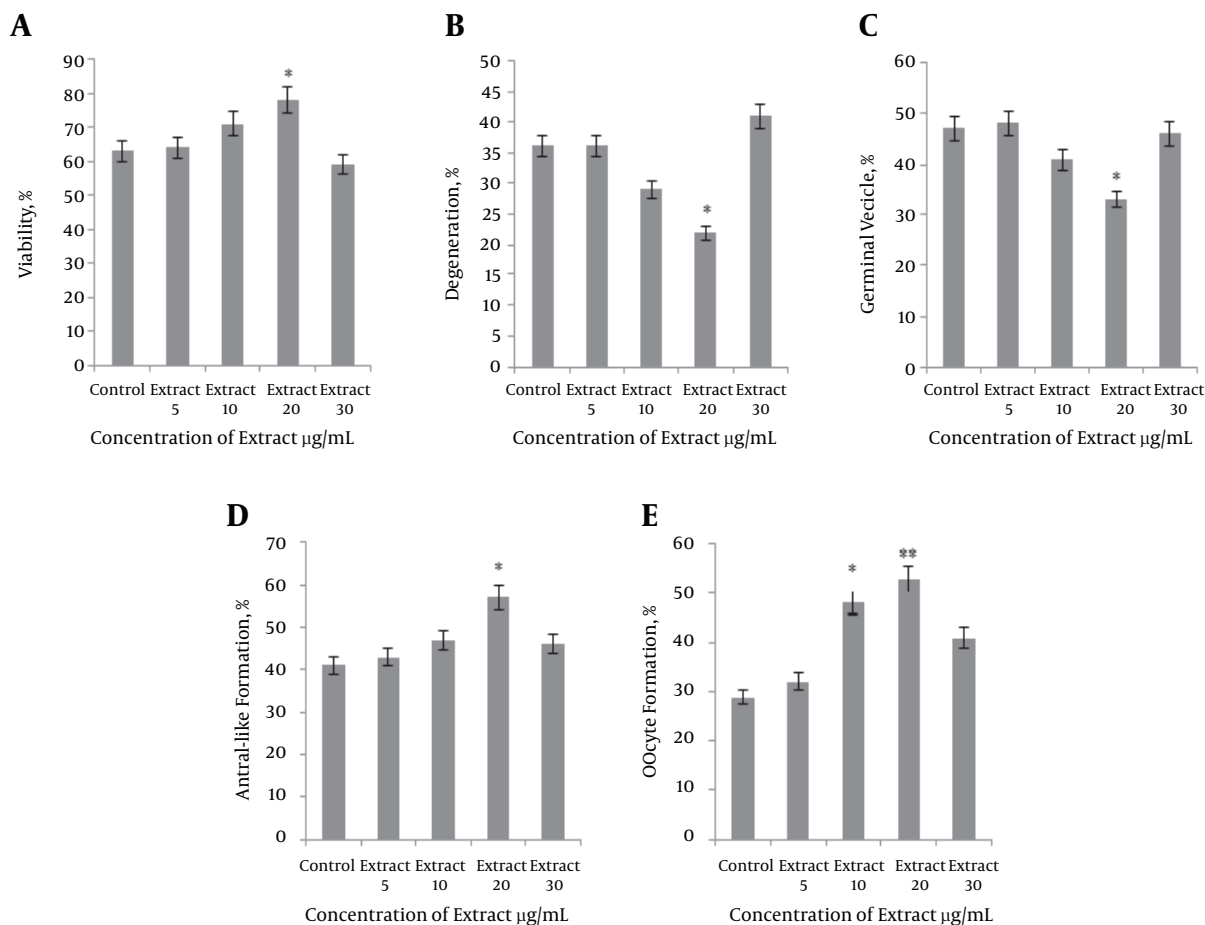 A
90
80
70
60
50
40
30
20
10
0
Viability, %
*
Control Extract Extract Extract Extract
5 10 20 30
Concentration of Extract µg/mL
B
50
45
40
35
30
25
20
15
10
5
0
Degeneration, %
*
Control Extract Extract Extract Extract
5 10 20 30
Concentration of Extract µg/mL
C
60
50
40
30
20
10
0
Germinal Vecicle, %
*
Control Extract Extract Extract Extract
5 10 20 30
Concentration of Extract µg/mL
D
70
60
50
40
30
20
10
0
Antral-like Formation, %
*
Control Extract Extract Extract Extract
5 10 20 30
Concentration of Extract µg/mL
E
60
50
40
30
20
10
0
OOcyte Formation, %
*
**
Control Extract Extract Extract Extract
5 10 20 30
Concentration of Extract µg/mL